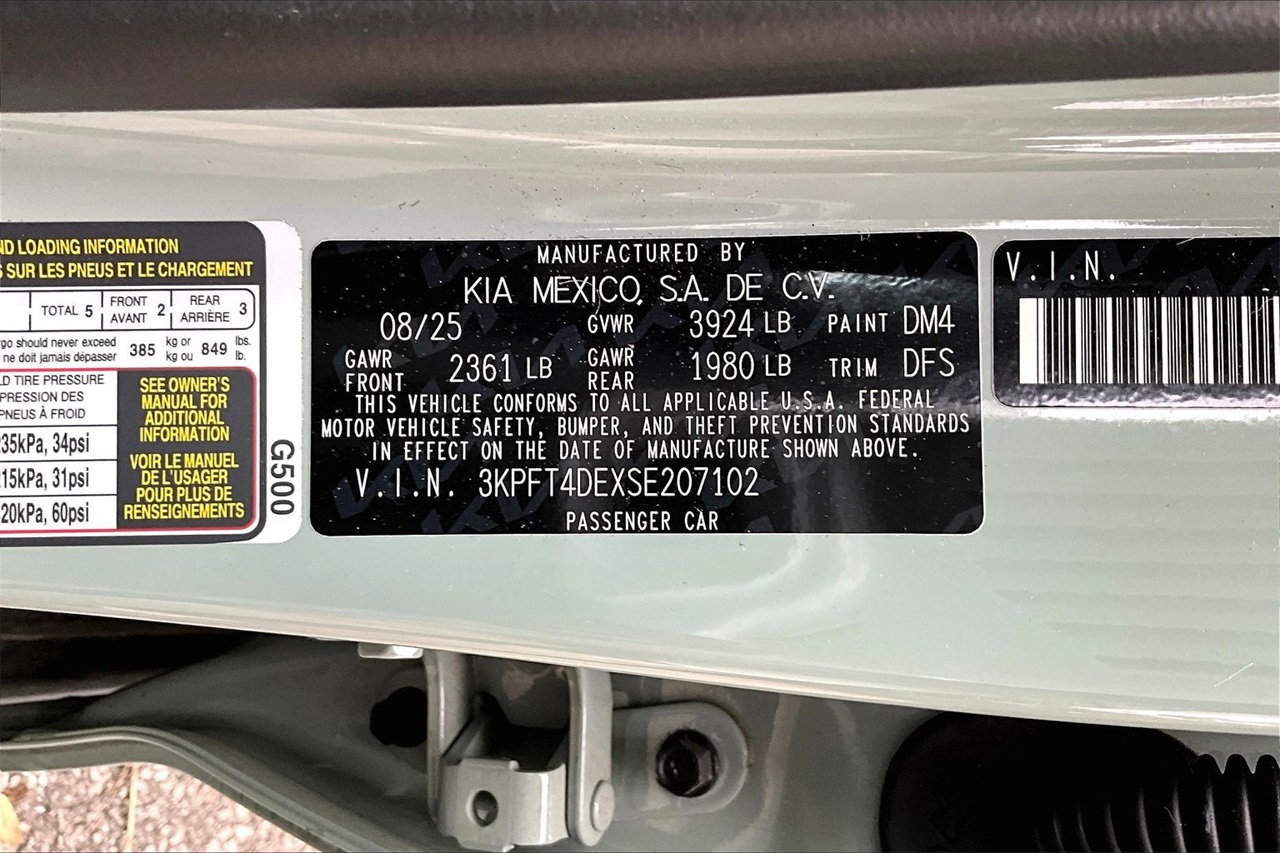 ND LOADING INFORMATION
SUR LES PNEUS ET LE CHARGEMENT
TOTAL 5
FRONT
AVANT 2
REAR
ARRIÈRE 3
go should never exceed
ne doit jamais dépasser
385
kg or
kg ou
849
lbs.
lb.
D TIRE PRESSURE
PRESSION DES
PNEUS À FROID
235kPa, 34psi
215kPa, 31psi
20kPa, 60psi
SEE OWNER'S
MANUAL FOR
ADDITIONAL
INFORMATION
VOIR LE MANUEL
DE L'USAGER
POUR PLUS DE
RENSEIGNEMENTS
G500
MANUFACTURED BY
KIA MEXICO, S.A. DE C.V.
08/25 GVWR 3924 LB PAINT DM4
GAWR FRONT 2361 LB GAWR REAR 1980 LB TRIM DFS
THIS VEHICLE CONFORMS TO ALL APPLICABLE U.S.A. FEDERAL
MOTOR VEHICLE SAFETY, BUMPER, AND THEFT PREVENTION STANDARDS
IN EFFECT ON THE DATE OF MANUFACTURE SHOWN ABOVE.
V.I.N. 3KPFT4DEXSE207102
PASSENGER CAR
V.I.N.